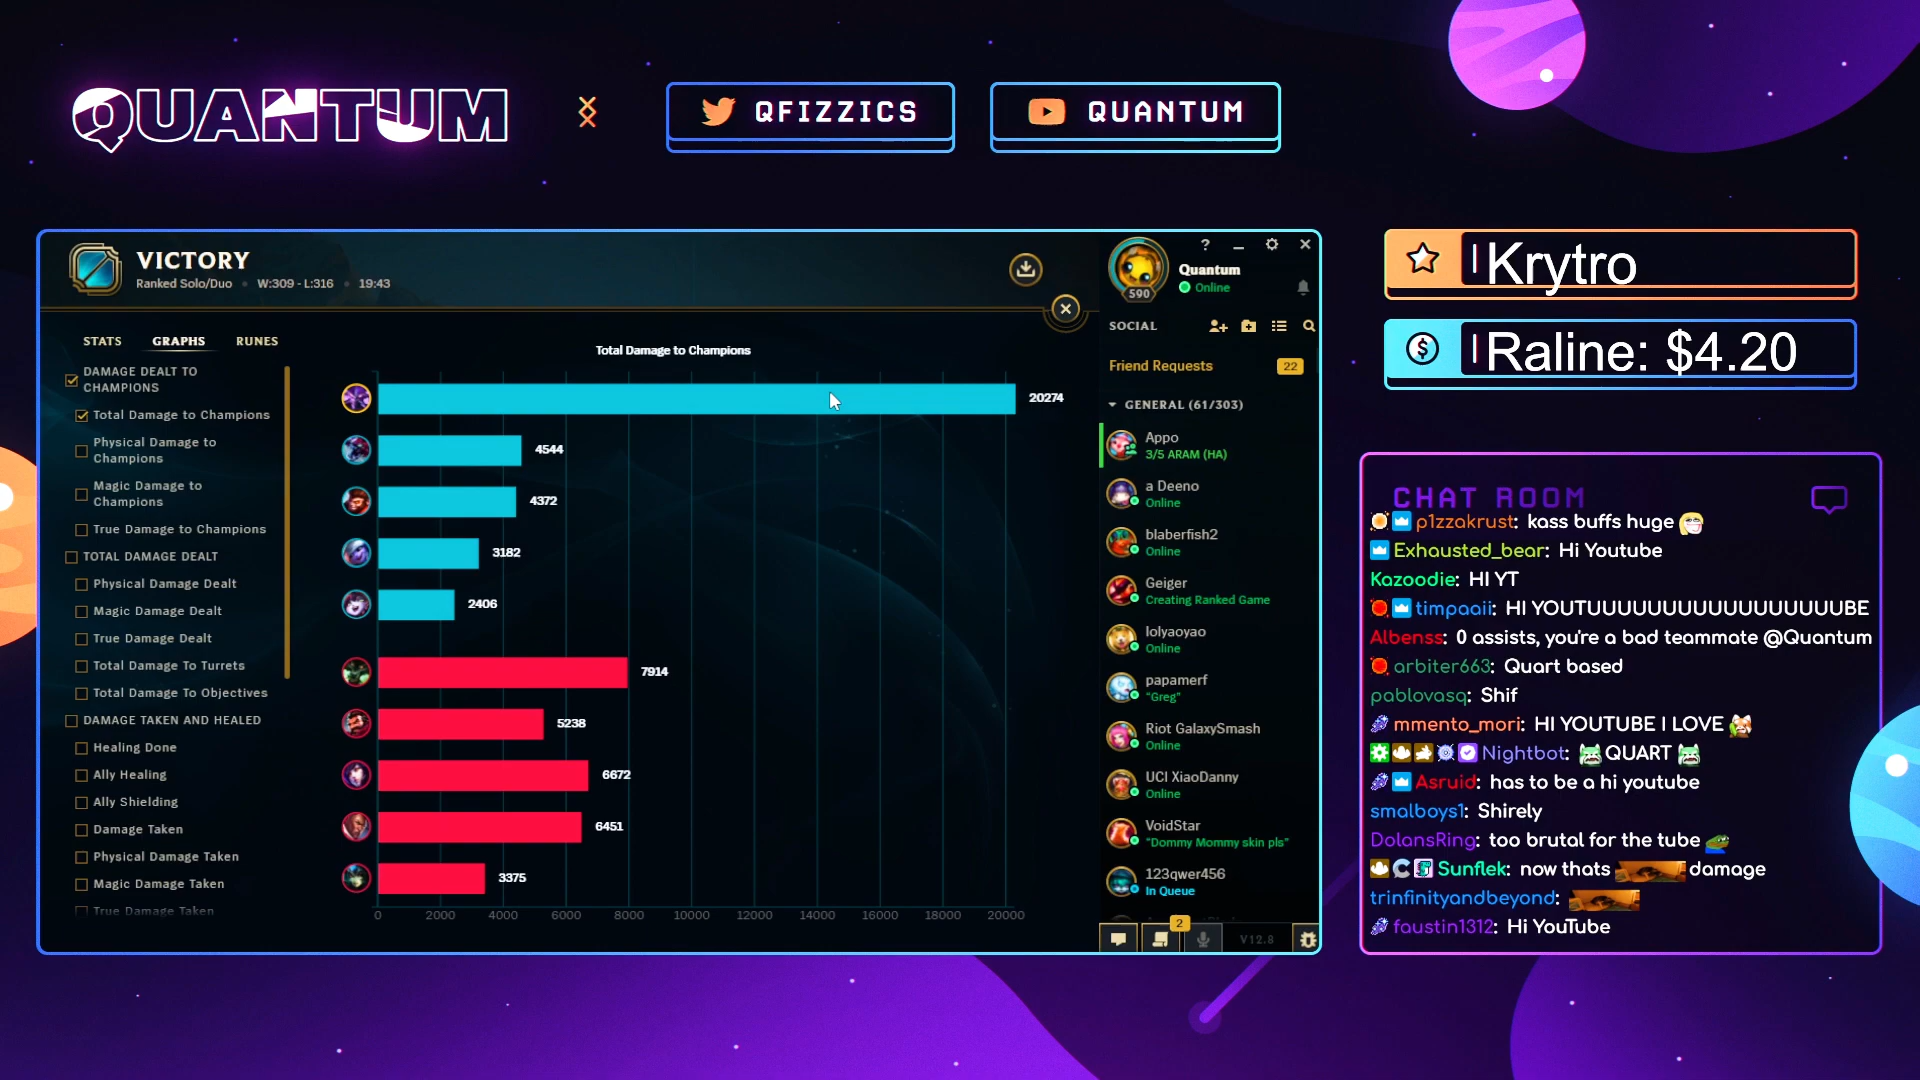 QUANTUM
QFIZZICS
QUANTUM
VICTORY
Ranked Solo/Duo • W:309 - L:316 • 19:43
STATS
GRAPHS
RUNES
DAMAGE DEALT TO
CHAMPIONS
Total Damage to Champions
Physical Damage to
Champions
Magic Damage to
Champions
True Damage to Champions
TOTAL DAMAGE DEALT
Physical Damage Dealt
Magic Damage Dealt
True Damage Dealt
Total Damage To Turrets
Total Damage To Objectives
DAMAGE TAKEN AND HEALED
Healing Done
Ally Healing
Ally Shielding
Damage Taken
Physical Damage Taken
Magic Damage Taken
True Damage Taken
Total Damage to Champions
20274
4544
4372
3182
2406
7914
5238
6672
6451
3375
0 2000 4000 6000 8000 10000 12000 14000 16000 18000 20000
590
Quantum
Online
?
SOCIAL
Friend Requests 22
GENERAL (61/303)
Appo
3/5 ARAM (HA)
a Deeno
Online
blaberfish2
Online
Geiger
Creating Ranked Game
lolyaoyao
Online
papamerf
"Greg"
Riot GalaxySmash
Online
UCI XiaoDanny
Online
VoidStar
"Dommy Mommy skin pls"
123qwer456
In Queue
2
V12.8
Krytro
Raline: $4.20
CHAT ROOM
p1zzakrust: kass buffs huge
Exhausted_bear: Hi Youtube
Kazoodie: HI YT
timpaaii: HI YOUTUUUUUUUUUUUUUUUUUBE
Albenss: 0 assists, you're a bad teammate @Quantum
arbiter663: Quart based
pablovasq: Shif
mmento_mori: HI YOUTUBE I LOVE
Nightbot: QUART
Asruid: has to be a hi youtube
smalboys1: Shirely
DolansRing: too brutal for the tube
Sunflek: now thats damage
trinfinityandbeyond:
faustin1312: Hi YouTube